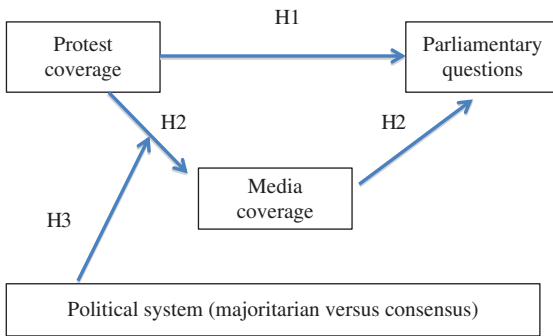 H1
Protest
coverage
Parliamentary
questions
H2
H2
Media
coverage
H3
Political system (majoritarian versus consensus)